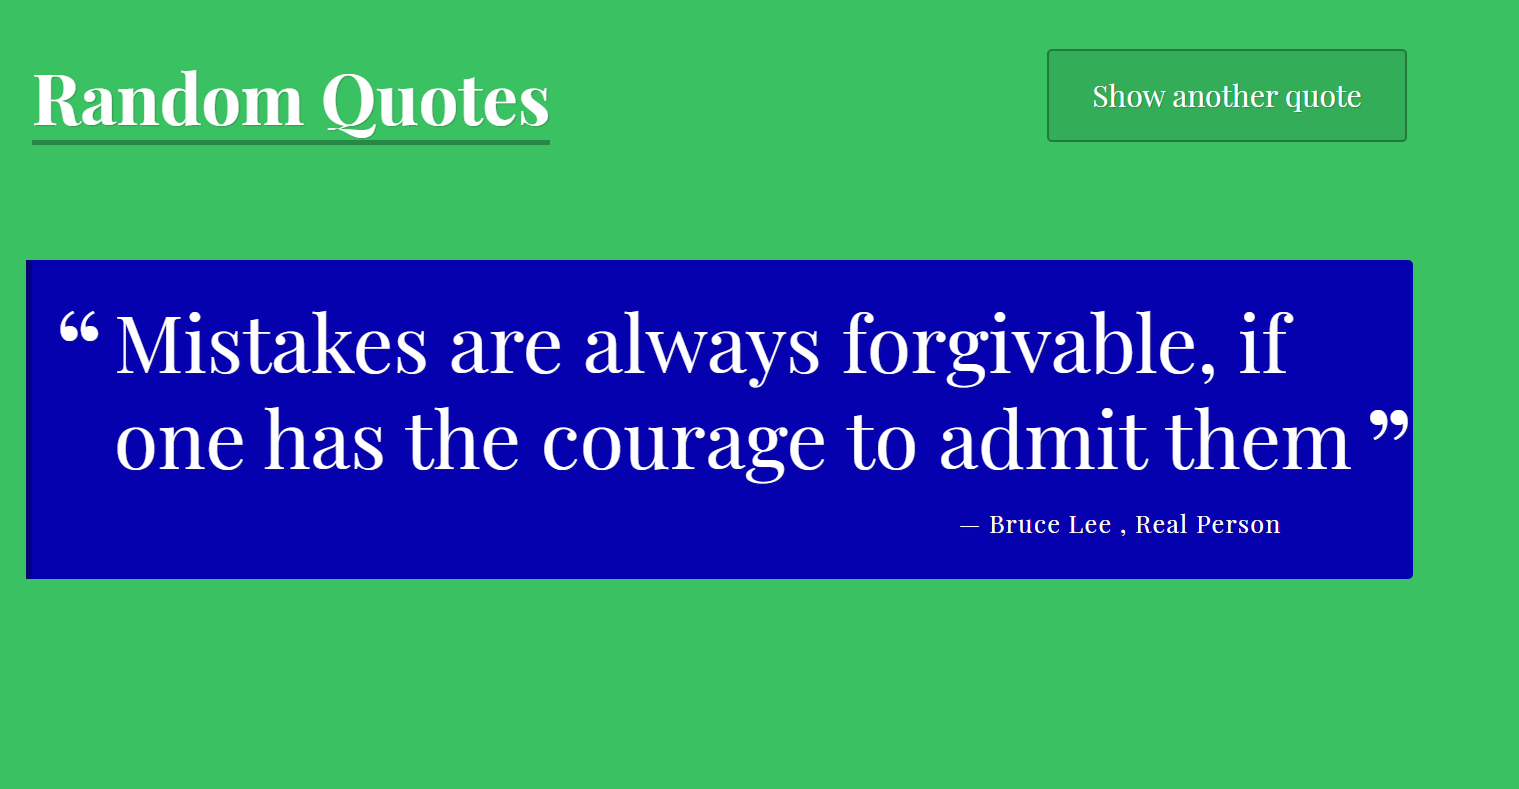 Random Quotes
Show another quote
“ Mistakes are always forgivable, if
one has the courage to admit them ”
— Bruce Lee , Real Person